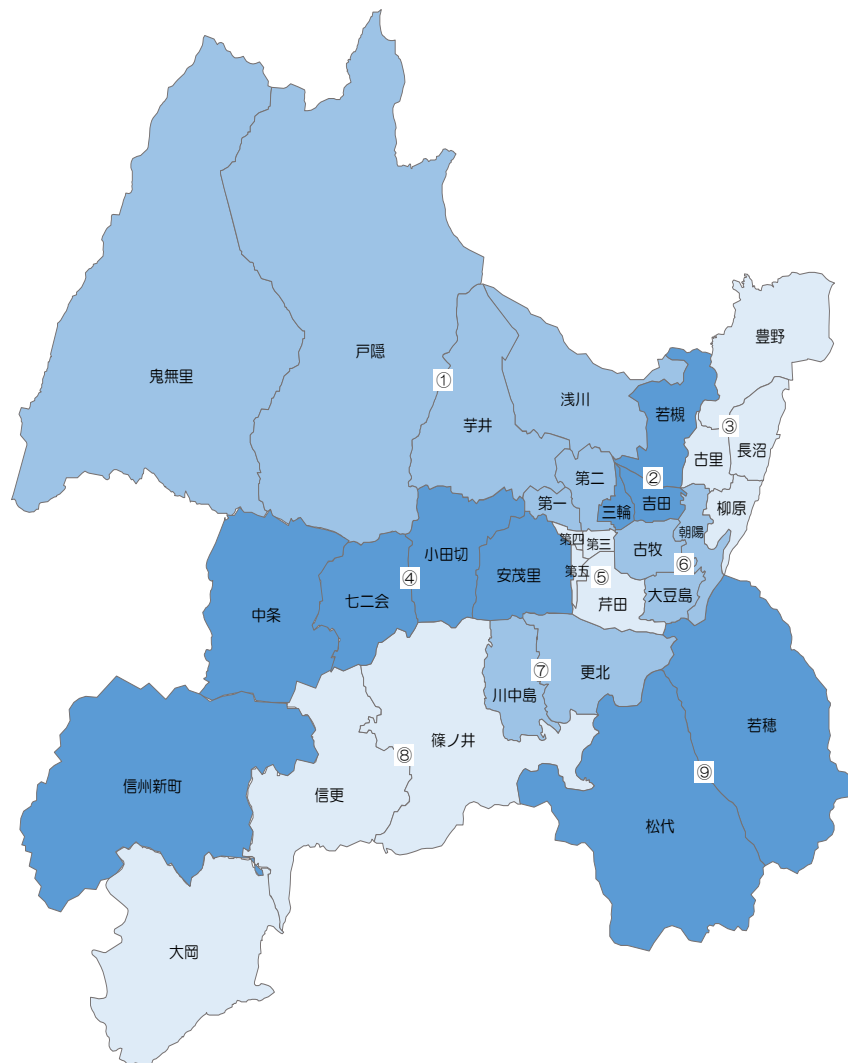 豊野
戸隠
鬼無里
①
浅川
芋井
若槻
③
長沼
古里
第二
②
第一
吉田
柳原
三輪
朝陽
第四
第三
古牧
小田切
安茂里
第五
⑤
⑥
④
七二会
大豆島
芹田
中条
⑦
更北
川中島
若穂
篠ノ井
⑧
⑨
信州新町
信更
松代
大岡